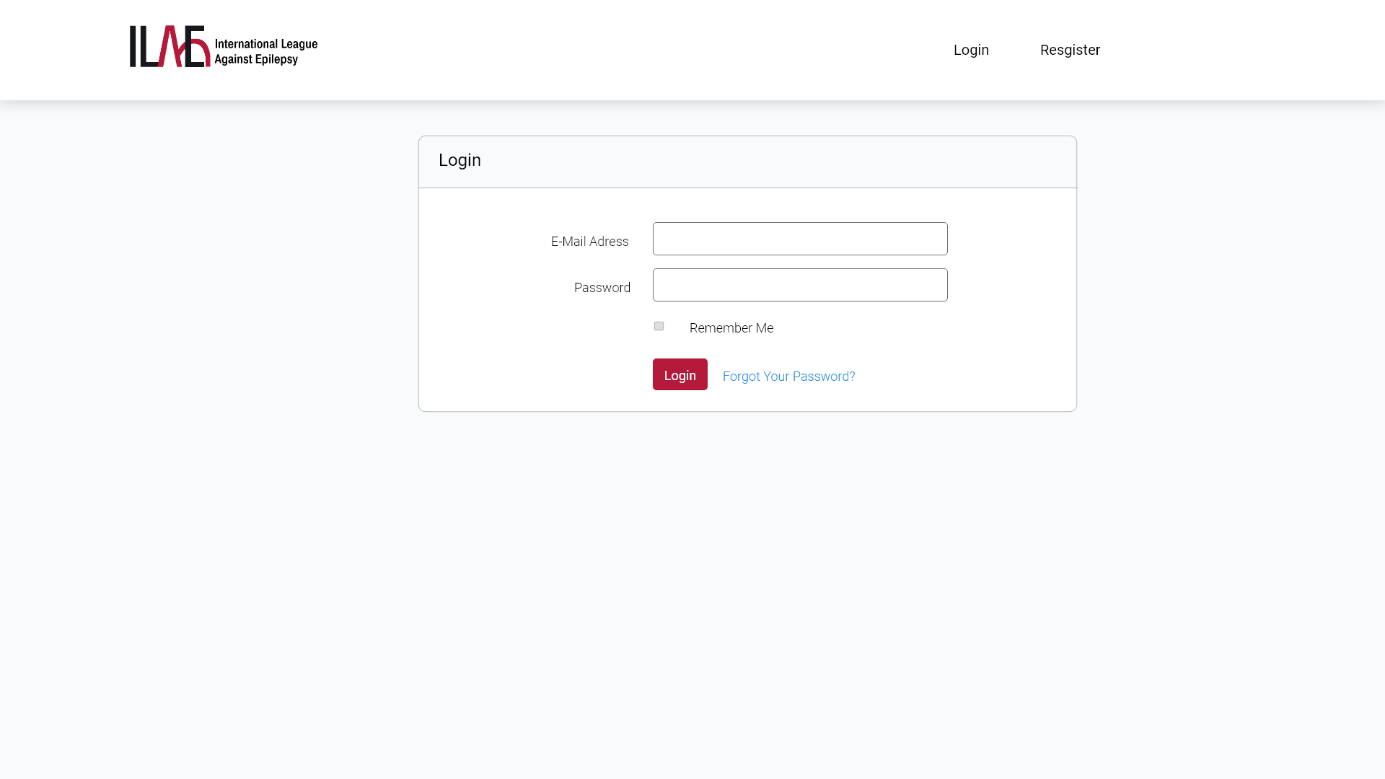 ILAE International League
Against Epilepsy
Login
Resgister
Login
E-Mail Adress
Password
Remember Me
Login
Forgot Your Password?